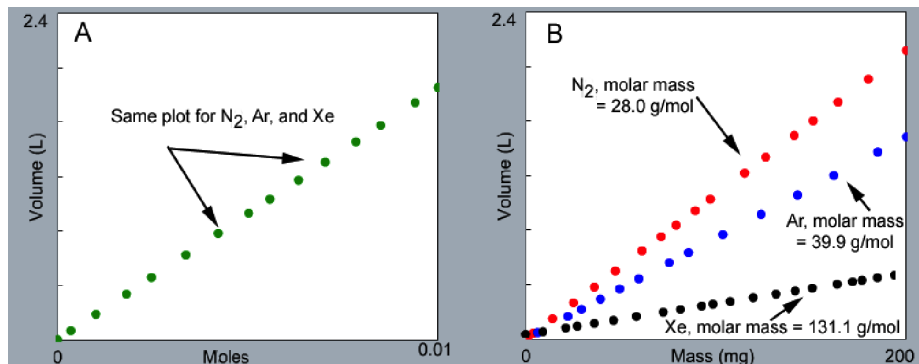 2.4
A
Same plot for N2, Ar, and Xe
Volume (L)
0
Moles
0.01
2.4
B
N2, molar mass
= 28.0 g/mol
Ar, molar mass
= 39.9 g/mol
Xe, molar mass = 131.1 g/mol
Volume (L)
0
Mass (mg)
200